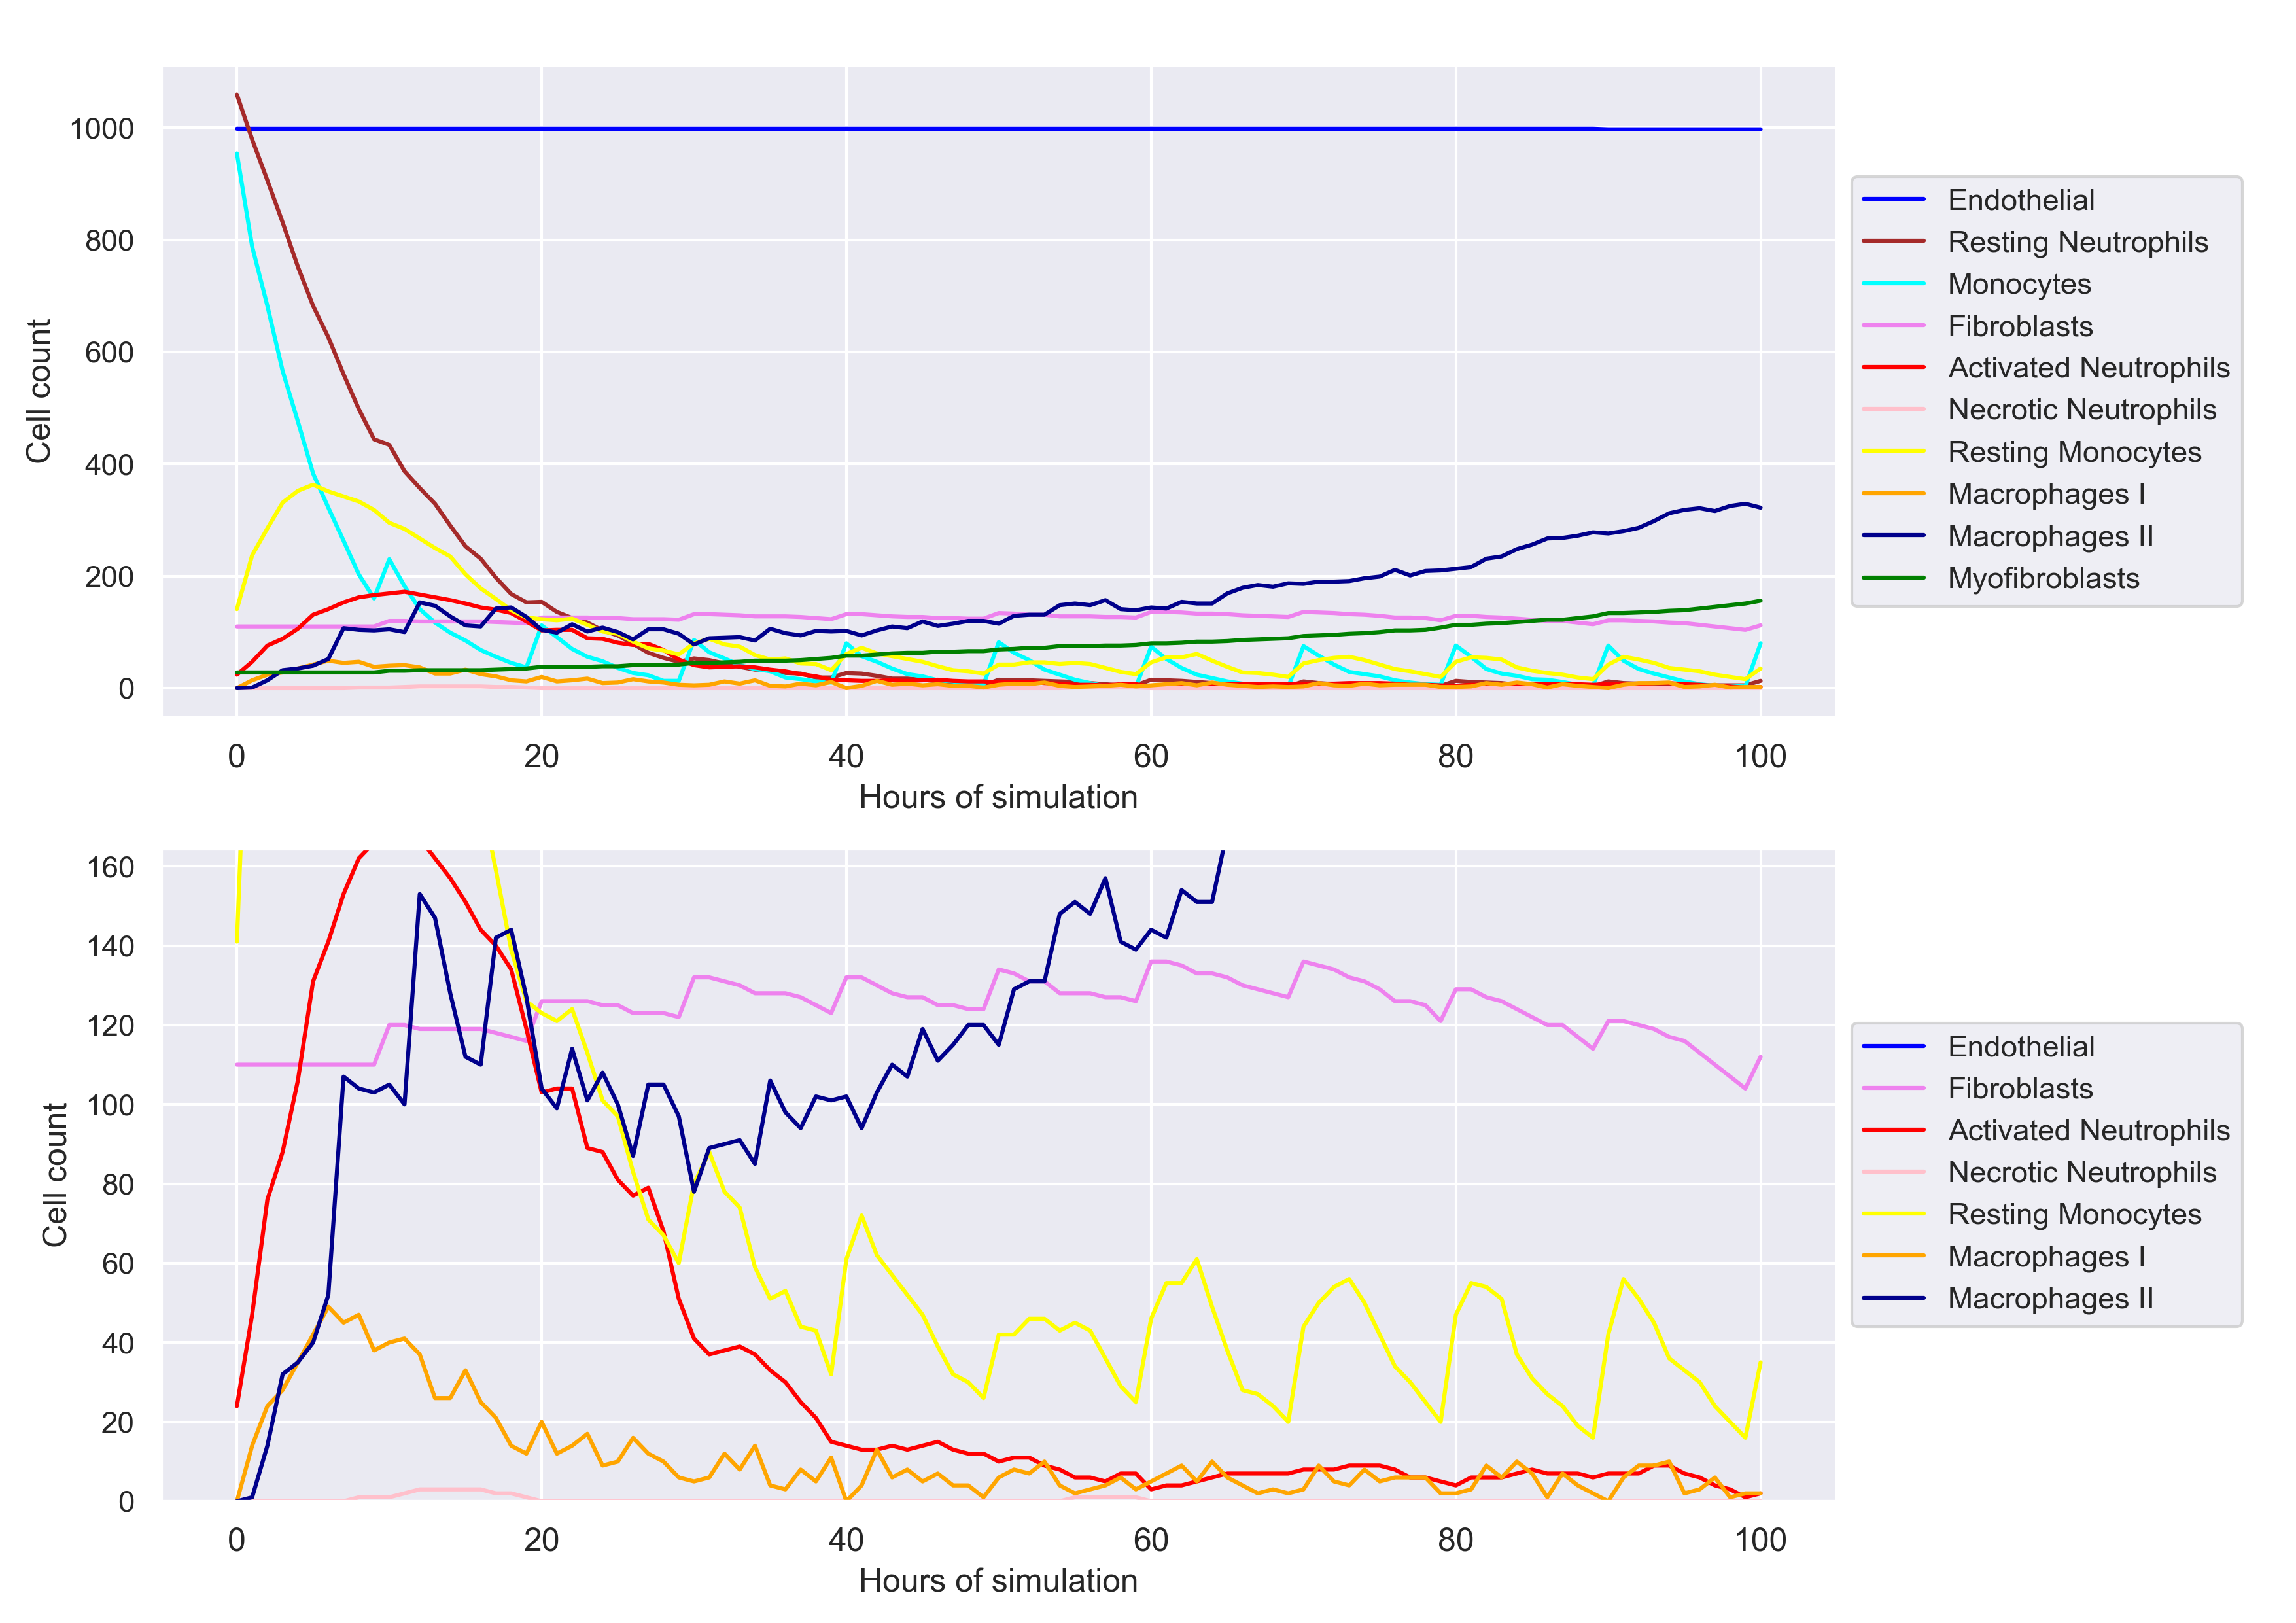 1000
800
600
400
200
0
Cell count
0 20 40 60 80 100
Hours of simulation
Endothelial
Resting Neutrophils
Monocytes
Fibroblasts
Activated Neutrophils
Necrotic Neutrophils
Resting Monocytes
Macrophages I
Macrophages II
Myofibroblasts
160
140
120
100
80
60
40
20
0
Cell count
0 20 40 60 80 100
Hours of simulation
Endothelial
Fibroblasts
Activated Neutrophils
Necrotic Neutrophils
Resting Monocytes
Macrophages I
Macrophages II